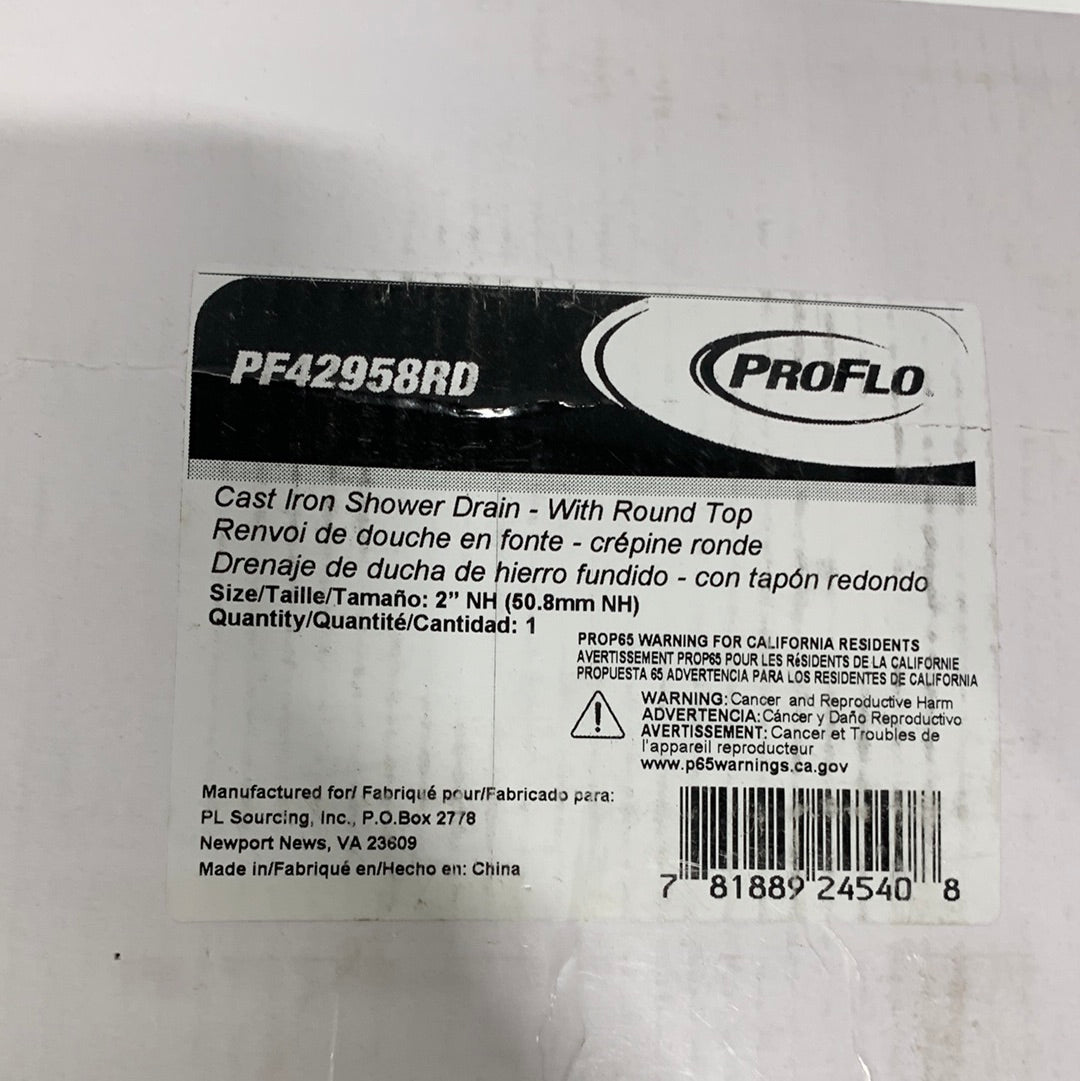 PF42958RD
PROFLO
Cast Iron Shower Drain - With Round Top
Renvoi de douche en fonte - crépine ronde
Drenaje de ducha de hierro fundido - con tapón redondo
Size/Taille/Tamaño: 2” NH (50.8mm NH)
Quantity/Quantité/Cantidad: 1
PROP65 WARNING FOR CALIFORNIA RESIDENTS
AVERTISSEMENT PROP65 POUR LES RéSIDENTS DE LA CALIFORNIE
PROPUESTA 65 ADVERTENCIA PARA LOS RESIDENTES DE CALIFORNIA
WARNING: Cancer and Reproductive Harm
ADVERTENCIA: Cáncer y Daño Reproductivo
AVERTISSEMENT: Cancer et Troubles de
l'appareil reproducteur
www.p65warnings.ca.gov
Manufactured for/ Fabriqué pour/Fabricado para:
PL Sourcing, Inc., P.O.Box 2778
Newport News, VA 23609
Made in/Fabriqué en/Hecho en: China
7 81889 24540 8